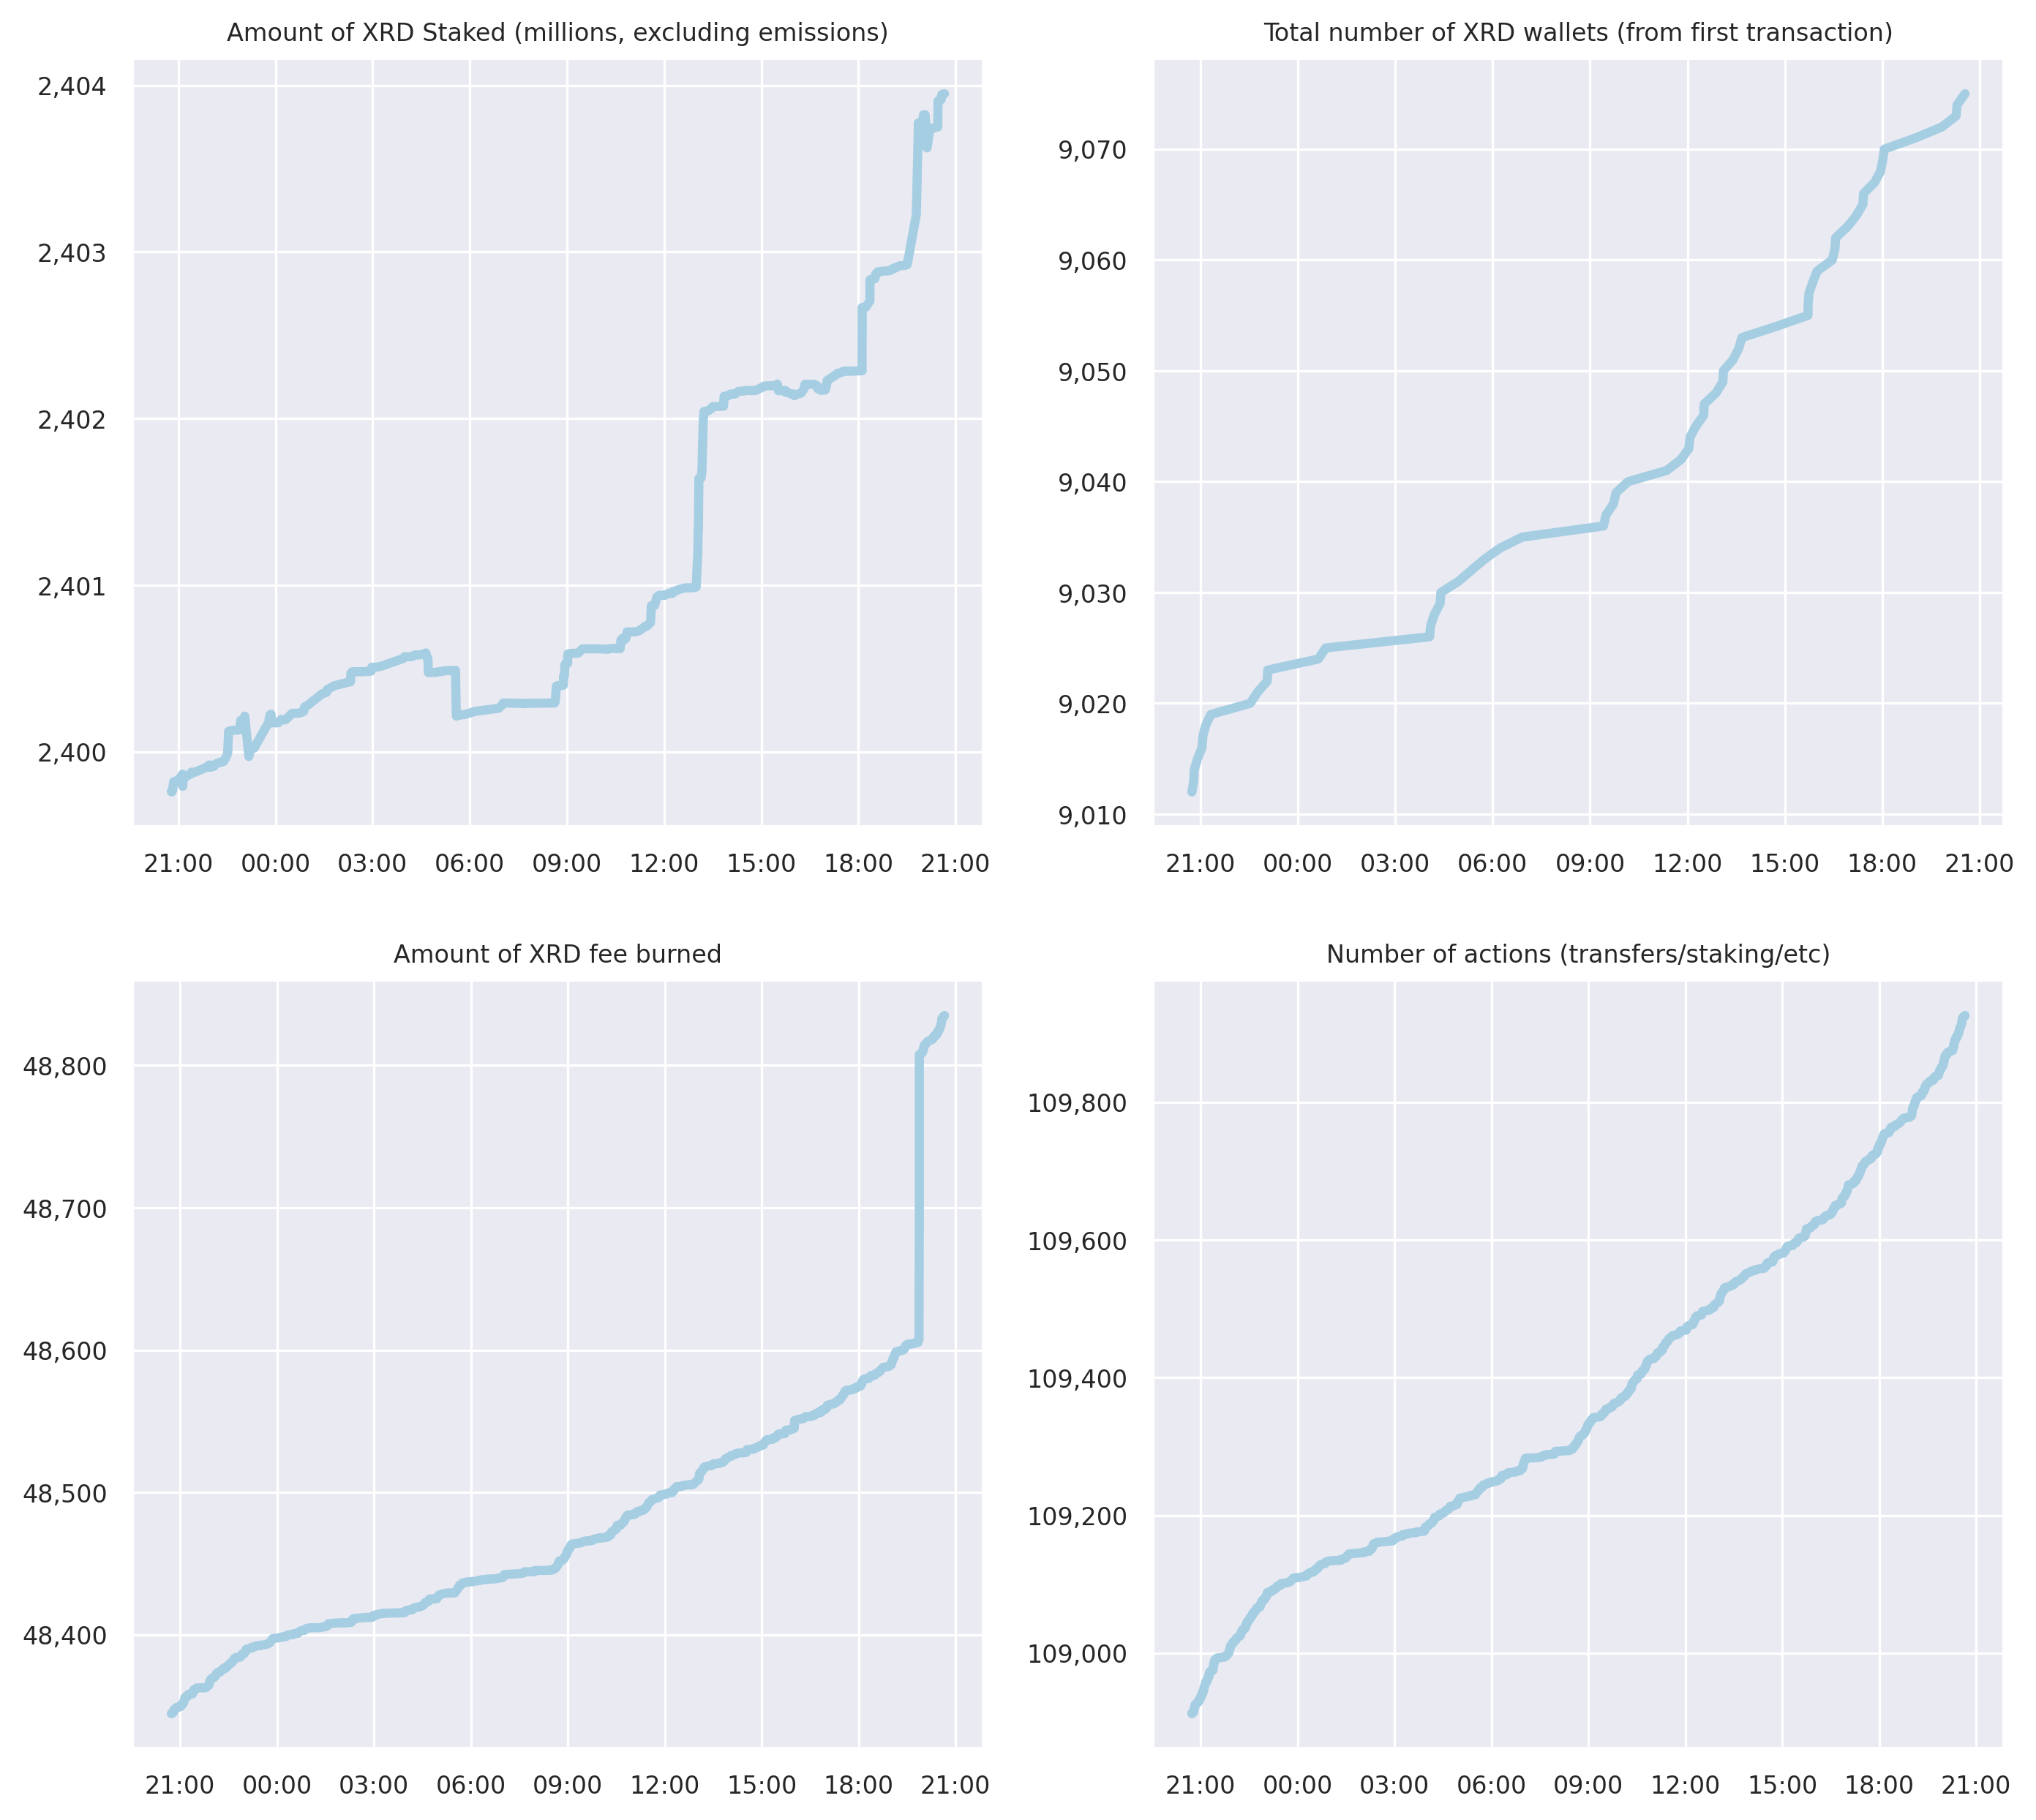 Amount of XRD Staked (millions, excluding emissions)
2,404
2,403
2,402
2,401
2,400
21:00 00:00 03:00 06:00 09:00 12:00 15:00 18:00 21:00
Total number of XRD wallets (from first transaction)
9,070
9,060
9,050
9,040
9,030
9,020
9,010
21:00 00:00 03:00 06:00 09:00 12:00 15:00 18:00 21:00
Amount of XRD fee burned
48,800
48,700
48,600
48,500
48,400
21:00 00:00 03:00 06:00 09:00 12:00 15:00 18:00 21:00
Number of actions (transfers/staking/etc)
109,800
109,600
109,400
109,200
109,000
21:00 00:00 03:00 06:00 09:00 12:00 15:00 18:00 21:00